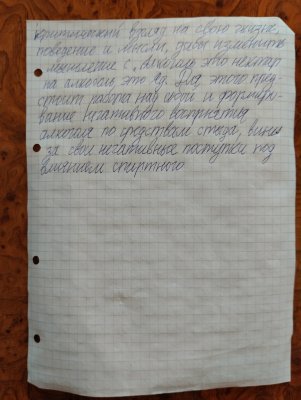 критический взгляд на свою жизнь,
поведение и мысли, дабы изменить
мышление с „Алкоголь это нектар"
на алкоголь это яд. Для этого пред-
стоит работа над собой и формиро-
вание негативного восприятия
алкоголя по средствам стыда, вины
за свои негативные поступки под
влиянием спиртного.